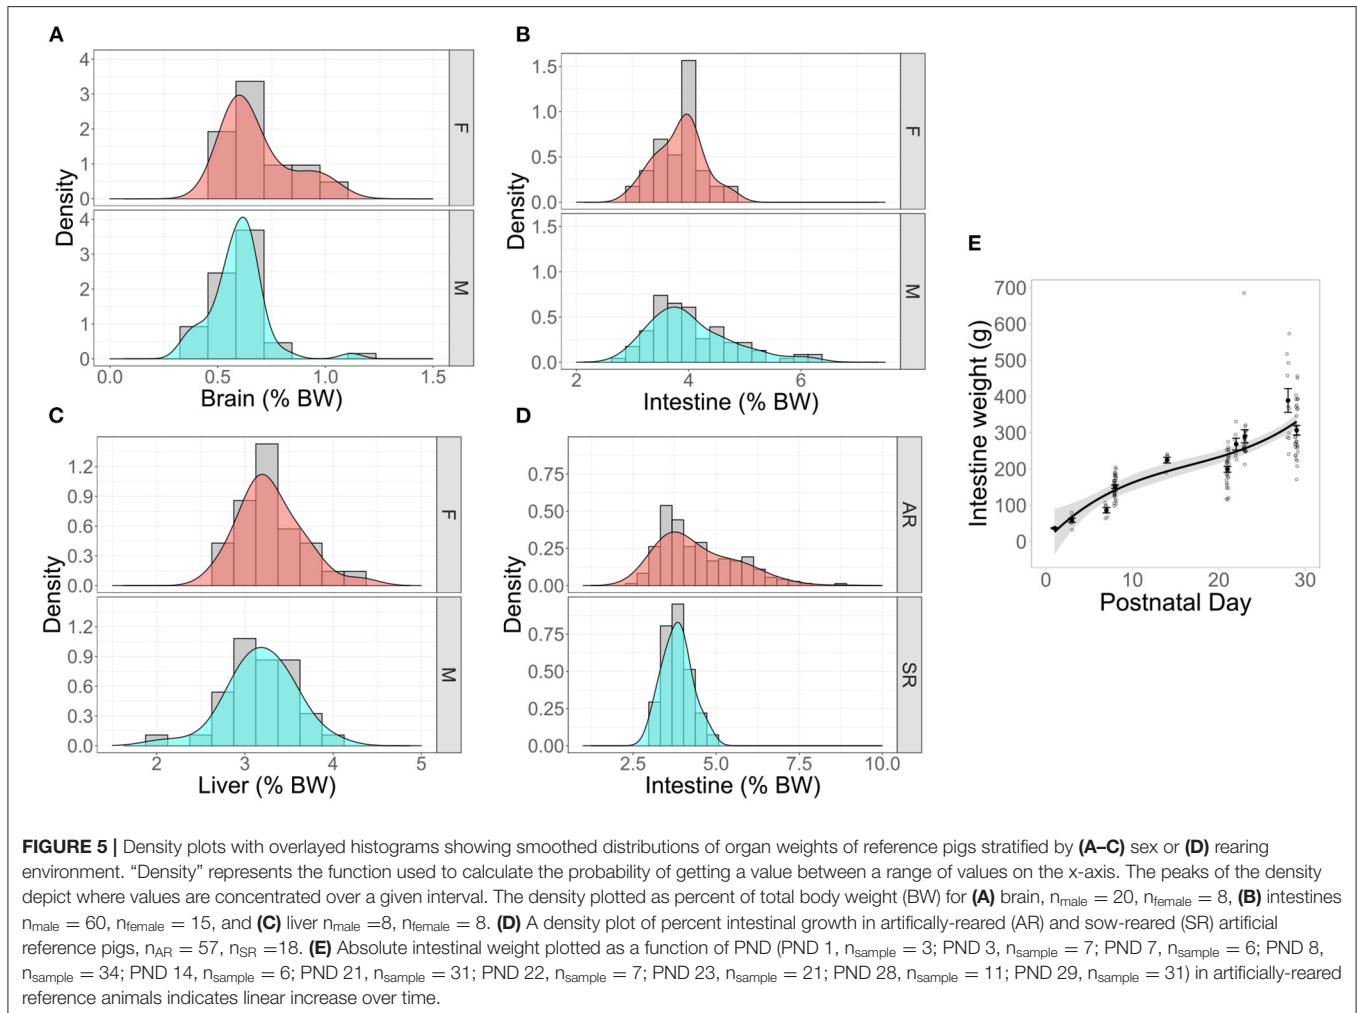 A
4
3
2
1
0
F
4
3
2
1
0
M
Density
0.0 0.5 1.0 1.5
Brain (% BW)
B
1.5
1.0
0.5
0.0
F
1.5
1.0
0.5
0.0
M
Density
2 4 6
Intestine (% BW)
C
1.2
0.9
0.6
0.3
0.0
F
1.2
0.9
0.6
0.3
0.0
M
Density
2 3 4 5
Liver (% BW)
D
0.75
0.50
0.25
0.00
AR
0.75
0.50
0.25
0.00
SR
Density
2.5 5.0 7.5 10.0
Intestine (% BW)
E
700
600
500
400
300
200
100
0
Intestine weight (g)
0 10 20 30
Postnatal Day
FIGURE 5 | Density plots with overlayed histograms showing smoothed distributions of organ weights of reference pigs stratified by (A–C) sex or (D) rearing
environment. “Density” represents the function used to calculate the probability of getting a value between a range of values on the x-axis. The peaks of the density
depict where values are concentrated over a given interval. The density plotted as percent of total body weight (BW) for (A) brain, nmale = 20, nfemale = 8, (B) intestines
nmale = 60, nfemale = 15, and (C) liver nmale =8, nfemale = 8. (D) A density plot of percent intestinal growth in artifically-reared (AR) and sow-reared (SR) artificial
reference pigs, nAR = 57, nSR =18. (E) Absolute intestinal weight plotted as a function of PND (PND 1, nsample = 3; PND 3, nsample = 7; PND 7, nsample = 6; PND 8,
nsample = 34; PND 14, nsample = 6; PND 21, nsample = 31; PND 22, nsample = 7; PND 23, nsample = 21; PND 28, nsample = 11; PND 29, nsample = 31) in artificially-reared
reference animals indicates linear increase over time.